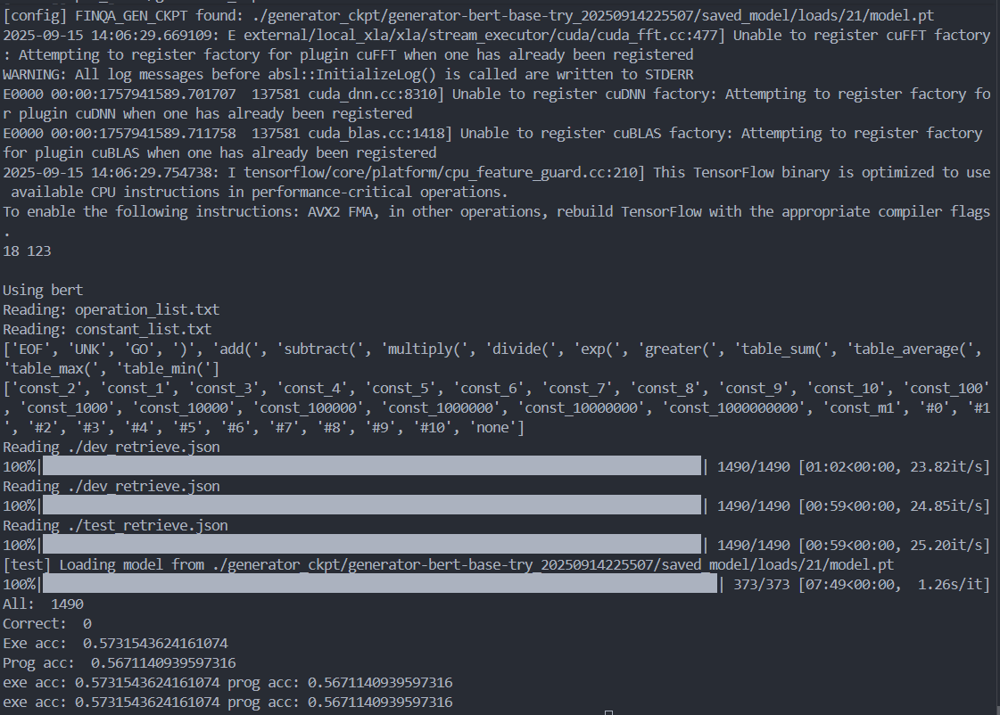 [config] FINQA_GEN_CKPT found: ./generator_ckpt/generator-bert-base-try_20250914225507/saved_model/loads/21/model.pt
2025-09-15 14:06:29.669109: E external/local_xla/xla/stream_executor/cuda/cuda_fft.cc:477] Unable to register cuFFT factory
: Attempting to register factory for plugin cuFFT when one has already been registered
WARNING: All log messages before absl::InitializeLog() is called are written to STDERR
E0000 00:00:1757941589.701707  137581 cuda_dnn.cc:8310] Unable to register cuDNN factory: Attempting to register factory fo
r plugin cuDNN when one has already been registered
E0000 00:00:1757941589.711758  137581 cuda_blas.cc:1418] Unable to register cuBLAS factory: Attempting to register factory
for plugin cuBLAS when one has already been registered
2025-09-15 14:06:29.754738: I tensorflow/core/platform/cpu_feature_guard.cc:210] This TensorFlow binary is optimized to use
 available CPU instructions in performance-critical operations.
To enable the following instructions: AVX2 FMA, in other operations, rebuild TensorFlow with the appropriate compiler flags
.
18 123
Using bert
Reading: operation_list.txt
Reading: constant_list.txt
['EOF', 'UNK', 'GO', ')', 'add(', 'subtract(', 'multiply(', 'divide(', 'exp(', 'greater(', 'table_sum(', 'table_average(',
'table_max(', 'table_min(']
['const_2', 'const_1', 'const_3', 'const_4', 'const_5', 'const_6', 'const_7', 'const_8', 'const_9', 'const_10', 'const_100'
, 'const_1000', 'const_10000', 'const_100000', 'const_1000000', 'const_10000000', 'const_1000000000', 'const_m1', '#0', '#1
', '#2', '#3', '#4', '#5', '#6', '#7', '#8', '#9', '#10', 'none']
Reading ./dev_retrieve.json
100%| | 1490/1490 [01:02<00:00, 23.82it/s]
Reading ./dev_retrieve.json
100%| | 1490/1490 [00:59<00:00, 24.85it/s]
Reading ./test_retrieve.json
100%| | 1490/1490 [00:59<00:00, 25.20it/s]
[test] Loading model from ./generator_ckpt/generator-bert-base-try_20250914225507/saved_model/loads/21/model.pt
100%| | 373/373 [07:49<00:00,  1.26s/it]
All:  1490
Correct:  0
Exe acc:  0.5731543624161074
Prog acc:  0.5671140939597316
exe acc: 0.5731543624161074 prog acc: 0.5671140939597316
exe acc: 0.5731543624161074 prog acc: 0.5671140939597316